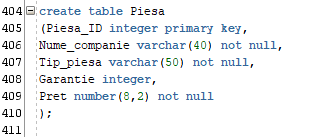 404 create table Piesa
405 (Piesa_ID integer primary key,
406 Nume_companie varchar(40) not null,
407 Tip_piesa varchar(50) not null,
408 Garantie integer,
409 Pret number(8,2) not null
410 );
411